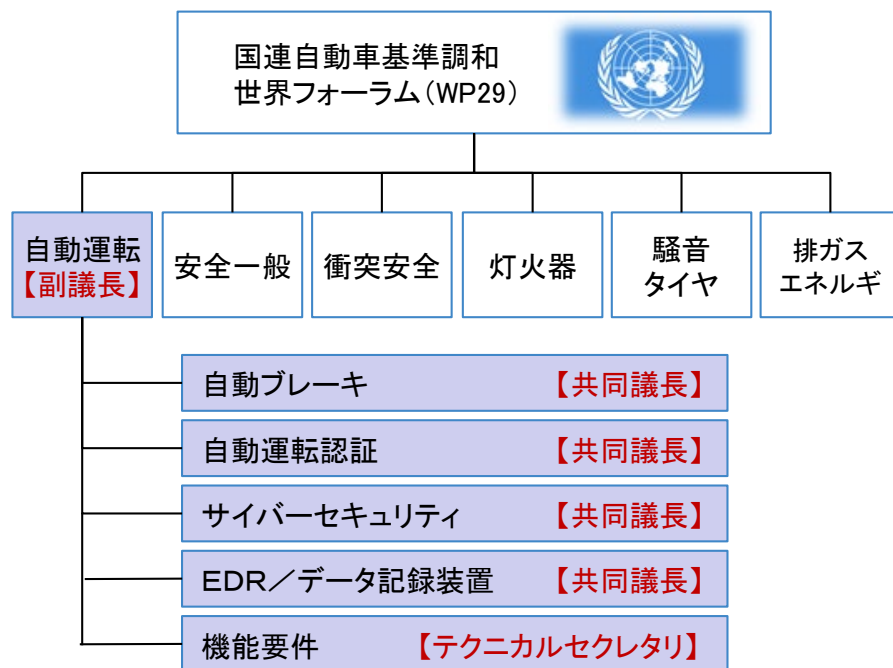 国連自動車基準調和
世界フォーラム(WP29)
自動運転
【副議長】
安全一般
衝突安全
灯火器
騒音
タイヤ
排ガス
エネルギ
自動ブレーキ 【共同議長】
自動運転認証 【共同議長】
サイバーセキュリティ 【共同議長】
EDR/データ記録装置 【共同議長】
機能要件 【テクニカルセクレタリ】